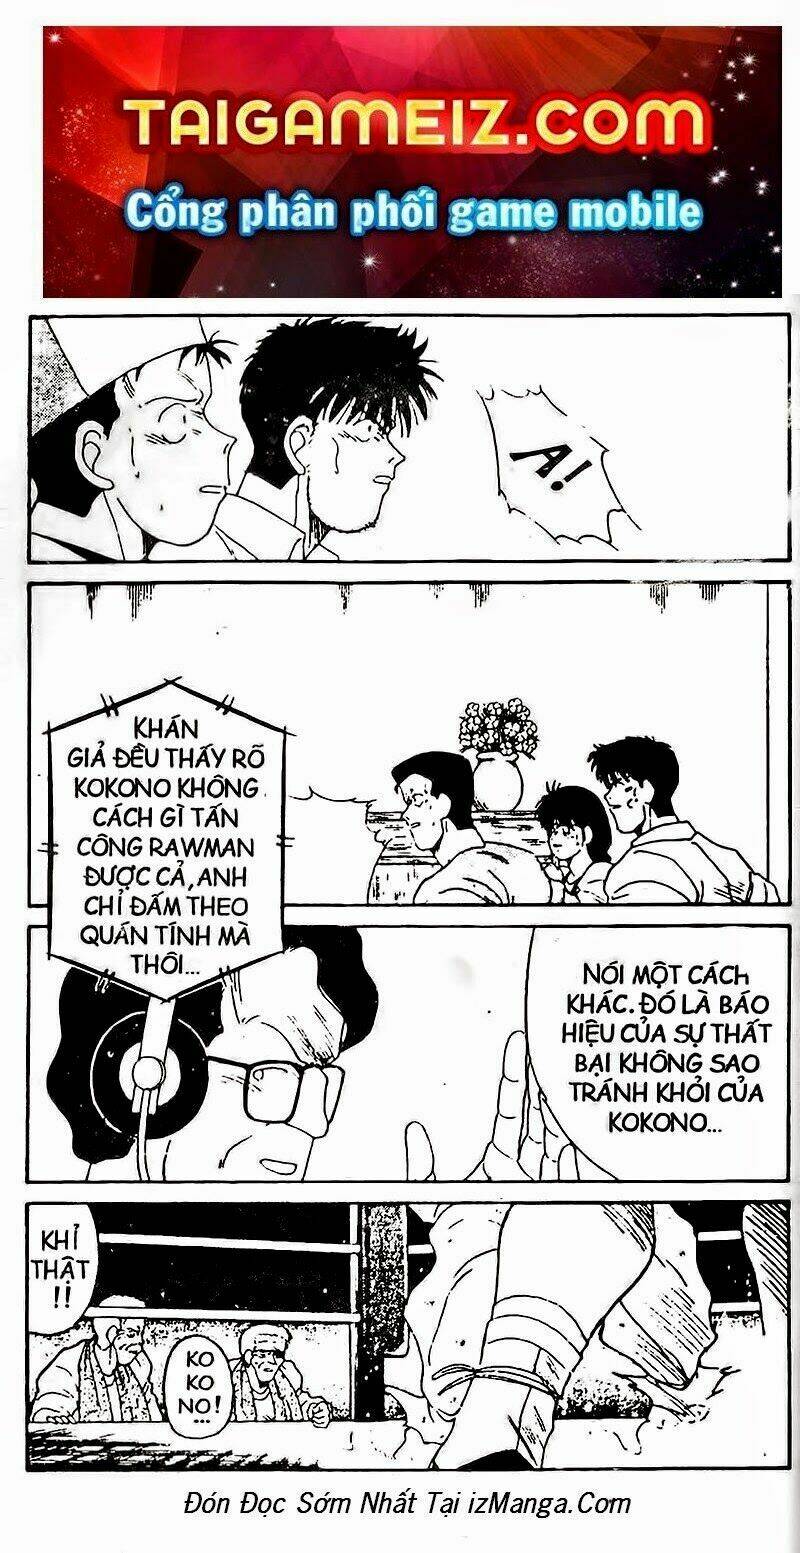 TAIGAMEIZ.COM
Cổng phân phối game mobile
A!
KHÁN
GIẢ ĐỀU THẤY RÕ
KOKONO KHÔNG
CÁCH GÌ TẤN
CÔNG RAWMAN
ĐƯỢC CẢ, ANH
CHỈ ĐẤM THEO
QUÁN TÍNH MÀ
THÔI...
NÓI MỘT CÁCH
KHÁC. ĐÓ LÀ BÁO
HIỆU CỦA SỰ THẤT
BẠI KHÔNG SAO
TRÁNH KHỎI CỦA
KOKONO...
KHỈ
THẬT
!!
KO
KO
NO!
...
Đón Đọc Sớm Nhất Tại izManga.Com